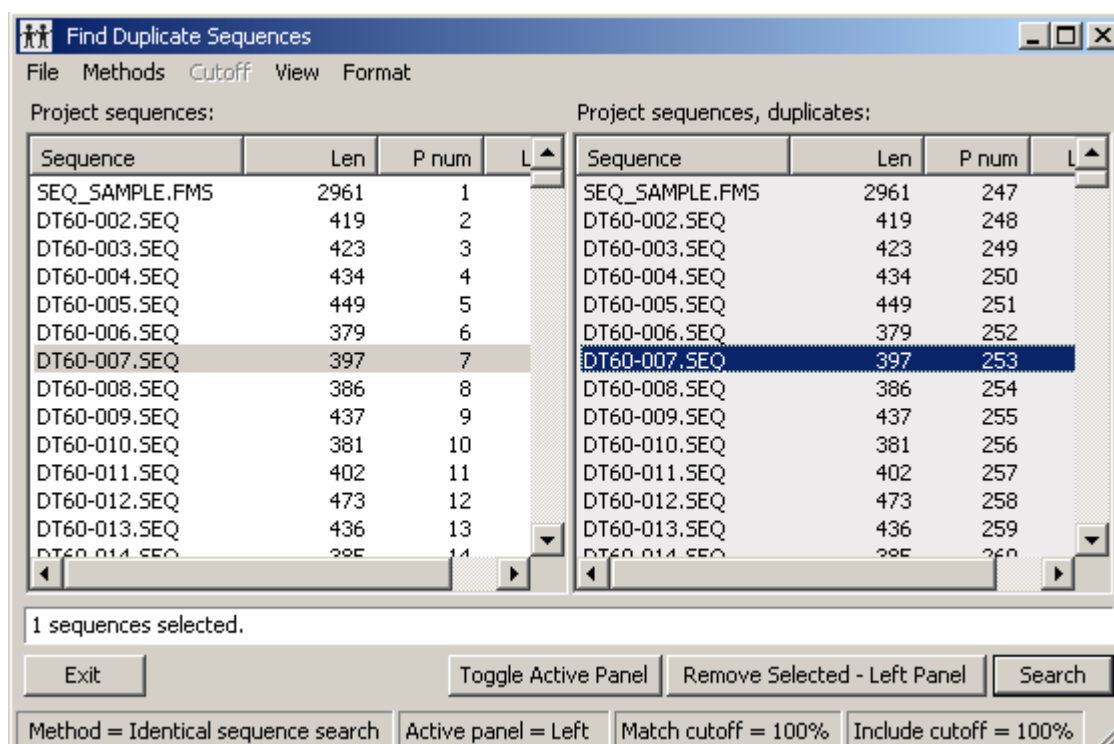 Find Duplicate Sequences
File Methods Cutoff View Format
Project sequences: Project sequences, duplicates:
Sequence Len P num L Sequence Len P num L
SEQ_SAMPLE.FMS 2961 1 SEQ_SAMPLE.FMS 2961 247
DT60-002.SEQ 419 2 DT60-002.SEQ 419 248
DT60-003.SEQ 423 3 DT60-003.SEQ 423 249
DT60-004.SEQ 434 4 DT60-004.SEQ 434 250
DT60-005.SEQ 449 5 DT60-005.SEQ 449 251
DT60-006.SEQ 379 6 DT60-006.SEQ 379 252
DT60-007.SEQ 397 7 DT60-007.SEQ 397 253
DT60-008.SEQ 386 8 DT60-008.SEQ 386 254
DT60-009.SEQ 437 9 DT60-009.SEQ 437 255
DT60-010.SEQ 381 10 DT60-010.SEQ 381 256
DT60-011.SEQ 402 11 DT60-011.SEQ 402 257
DT60-012.SEQ 473 12 DT60-012.SEQ 473 258
DT60-013.SEQ 436 13 DT60-013.SEQ 436 259
DT60-014.SEQ 14 DT60-014.SEQ 260
1 sequences selected.
Exit Toggle Active Panel Remove Selected - Left Panel Search
Method = Identical sequence search Active panel = Left Match cutoff = 100% Include cutoff = 100%